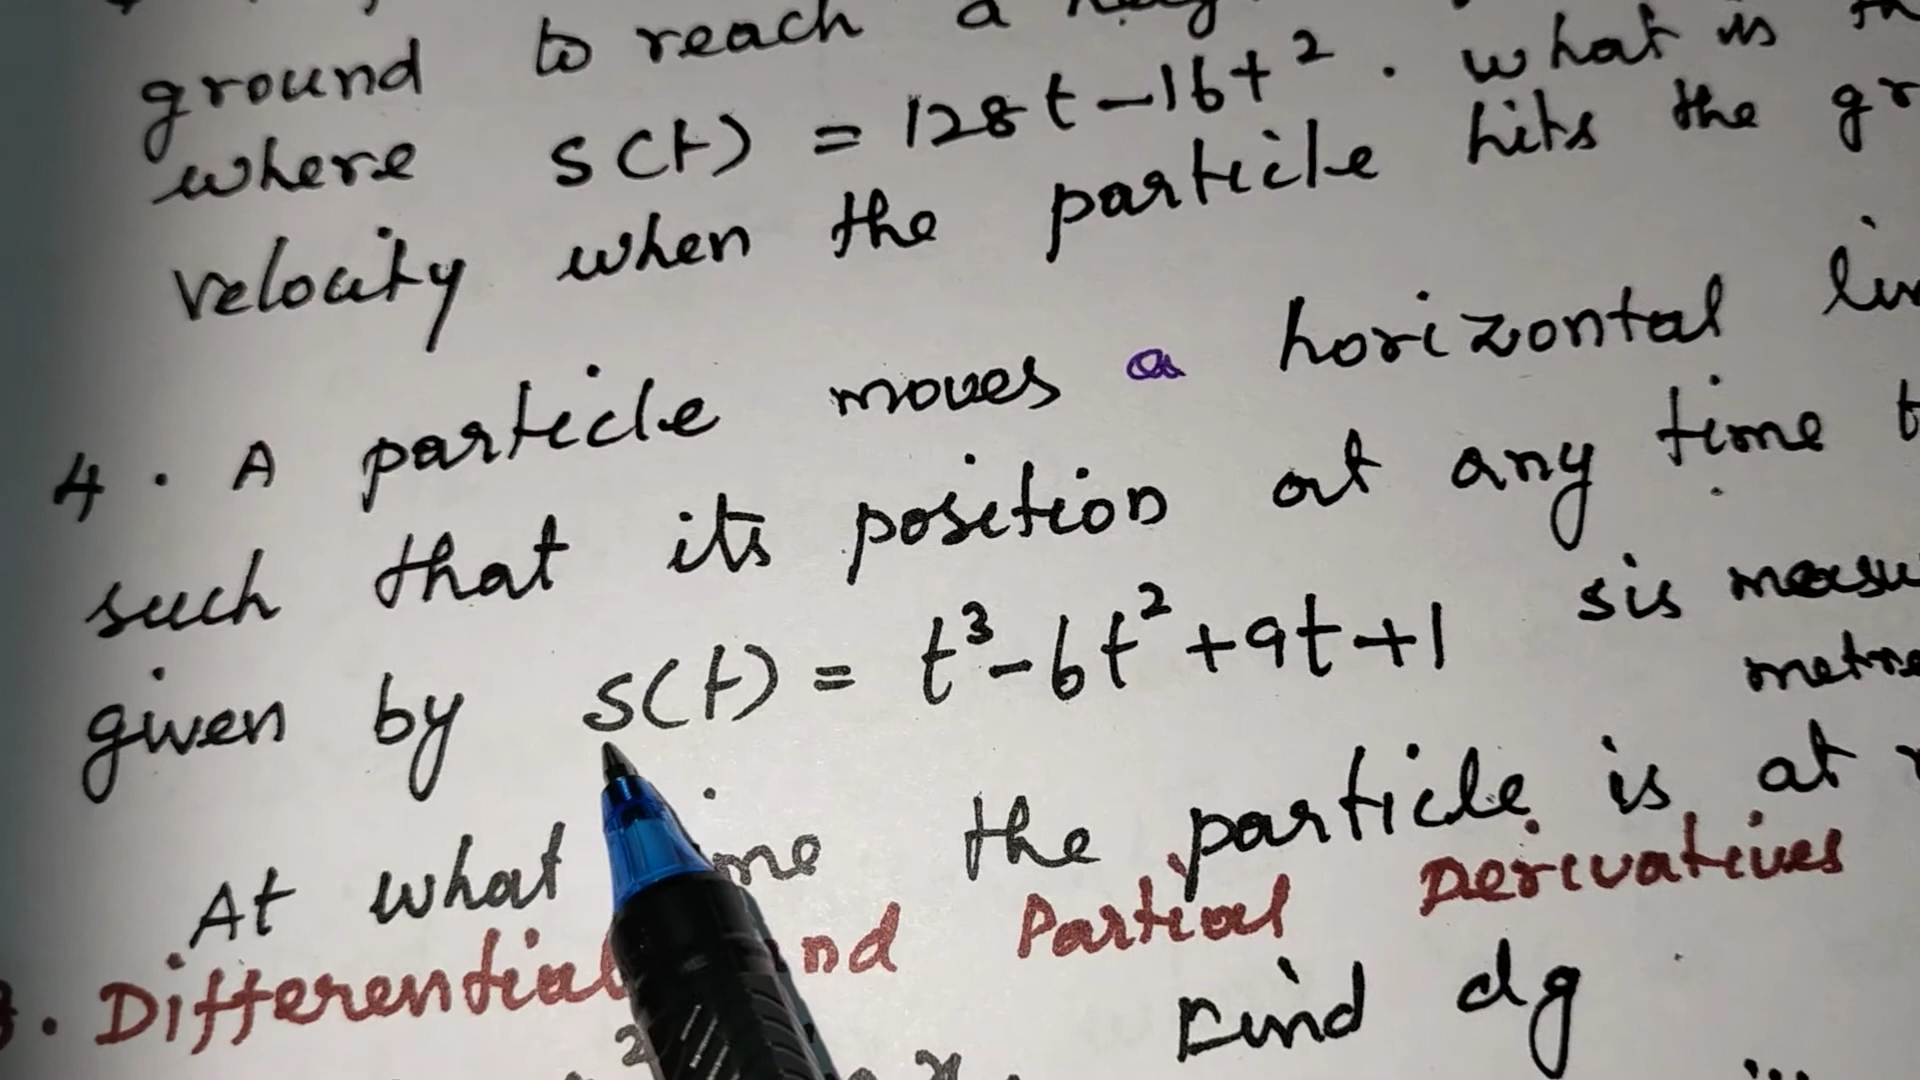 ground to reach a
where s(t) = 128t - 16t². what is
velocity when the particle hits the
4. A particle moves a horizontal
such that its position at any time t
given by s(t) = t³ - 6t² + 9t + 1 s is
At what the particle is at
Differential Partial Derivatives
Find dg